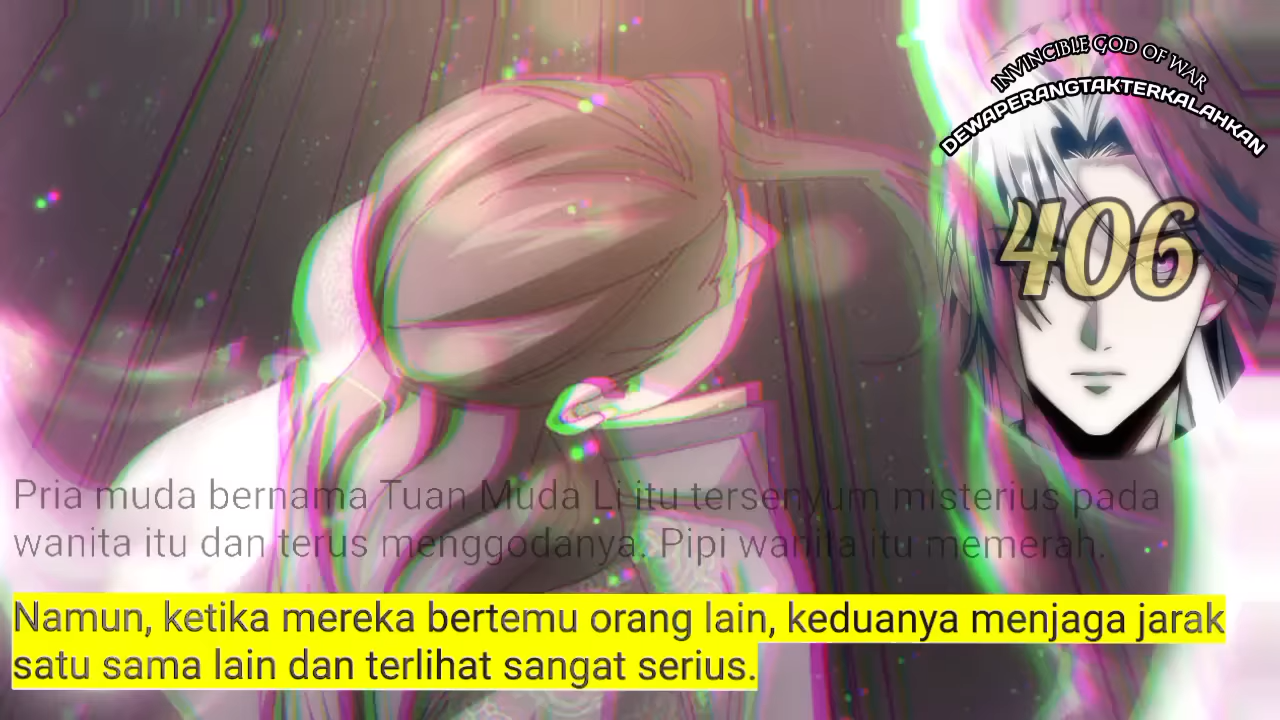 INVINCIBLE GOD OF WAR
DEWAPERANGTAKTERKALAHKAN
406
Pria muda bernama Tuan Muda Li itu tersenyum misterius pada
wanita itu dan terus menggodanya. Pipi wanita itu memerah.
Namun, ketika mereka bertemu orang lain, keduanya menjaga jarak
satu sama lain dan terlihat sangat serius.